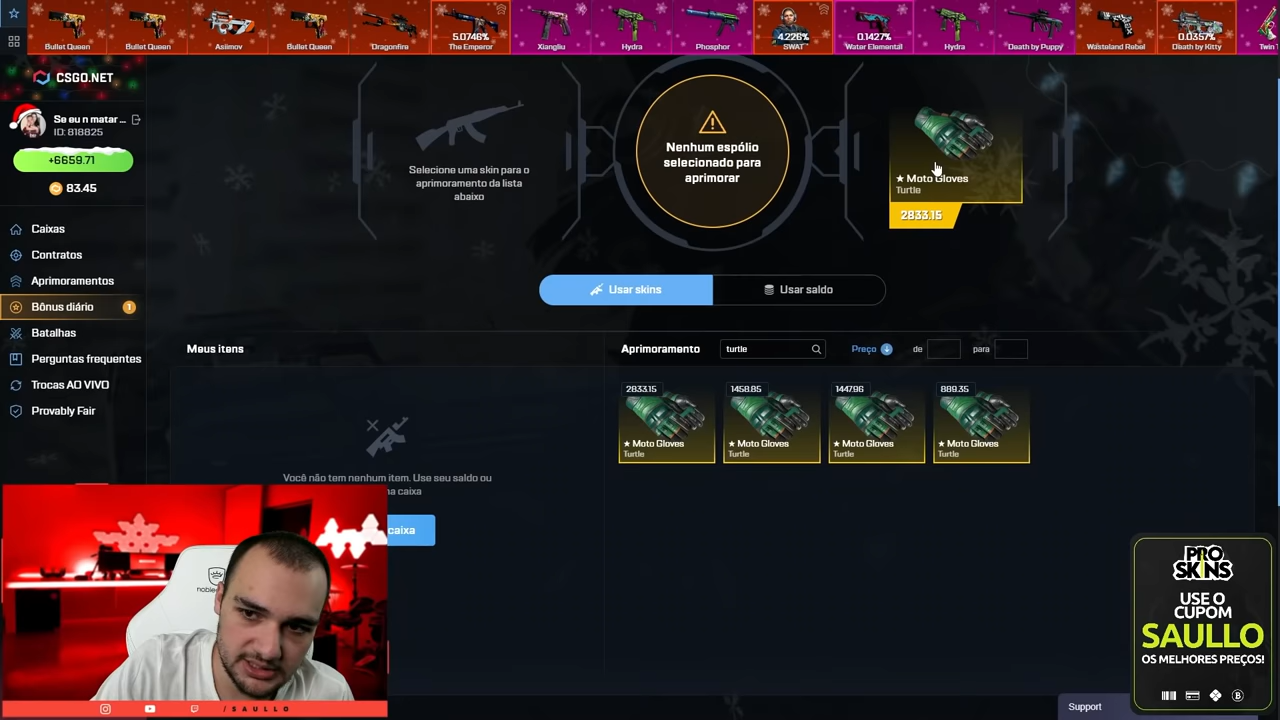 Bullet Queen
Bullet Queen
Asiimov
Bullet Queen
Dragonfire
5.0746%
The Emperor
Xiangliu
Hydra
Phosphor
4.226%
SWAT
0.1427%
Water Elemental
Hydra
Death by Puppy
Wasteland Rebel
0.0357%
Death by Kitty
Twin
CSGO.NET
Se eu n matar ...
ID: 818825
+6659.71
83.45
Caixas
Contratos
Aprimoramentos
Bônus diário
1
Batalhas
Perguntas frequentes
Trocas AO VIVO
Provably Fair
Selecione uma skin para o
aprimoramento da lista
abaixo
Nenhum espólio
selecionado para
aprimorar
★ Moto Gloves
Turtle
2833.15
Usar skins
Usar saldo
Meus itens
Aprimoramento
turtle
Preço
de
para
2833.15
★ Moto Gloves
Turtle
1458.85
★ Moto Gloves
Turtle
1447.96
★ Moto Gloves
Turtle
889.35
★ Moto Gloves
Turtle
Você não tem nenhum item. Use seu saldo ou
caixa
caixa
noble
/SAULLO
PRO
SKINS
USE O
CUPOM
SAULLO
OS MELHORES PREÇOS!
Support